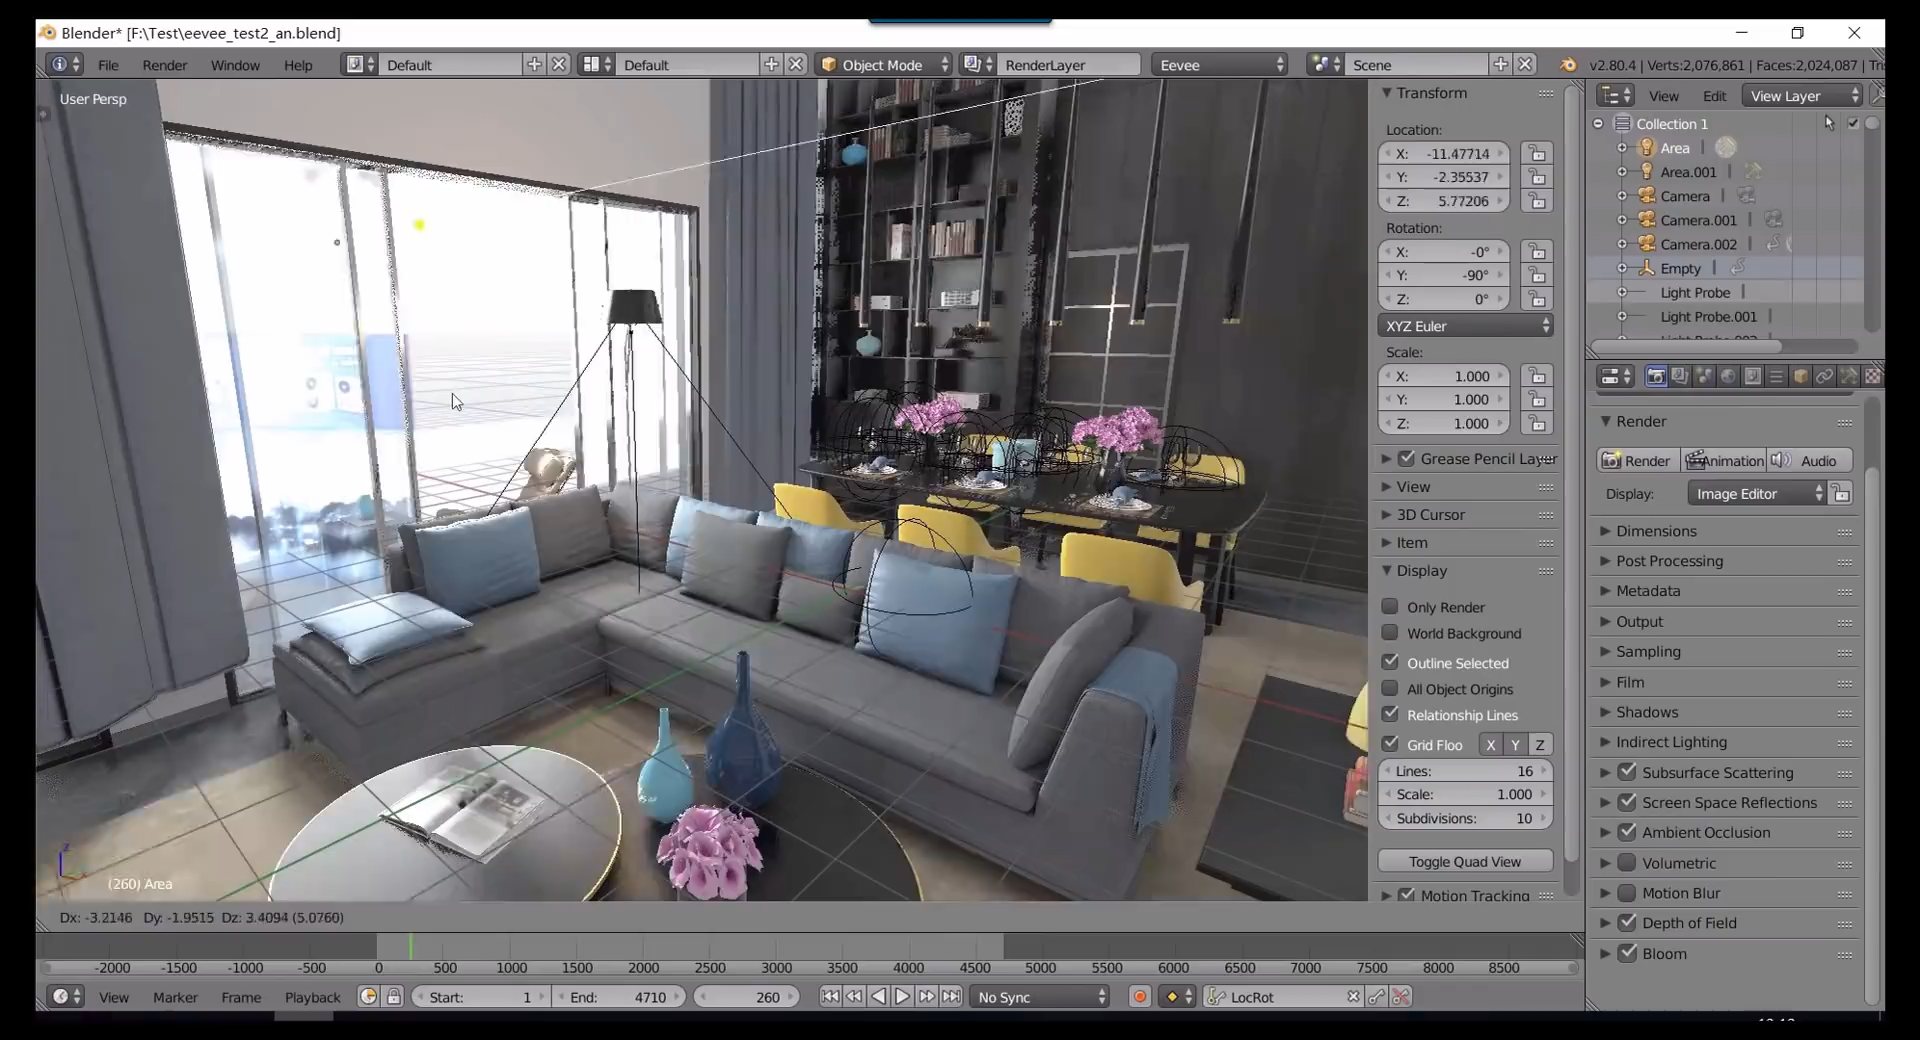 Blender* [F:\Test\eevee_test2_an.blend]
File Render Window Help Default Default Object Mode RenderLayer Eevee Scene v2.80.4 | Verts:2,076,861 | Faces:2,024,087 |
User Persp
Transform
Location:
X: -11.47714
Y: -2.35537
Z: 5.77206
Rotation:
X: -0°
Y: -90°
Z: 0°
XYZ Euler
Scale:
X: 1.000
Y: 1.000
Z: 1.000
Grease Pencil Layer
View
3D Cursor
Item
Display
Only Render
World Background
Outline Selected
All Object Origins
Relationship Lines
Grid Floo X Y Z
Lines: 16
Scale: 1.000
Subdivisions: 10
Toggle Quad View
Motion Tracking
View Edit View Layer
Collection 1
Area
Area.001
Camera
Camera.001
Camera.002
Empty
Light Probe
Light Probe.001
Render
Render Animation Audio
Display: Image Editor
Dimensions
Post Processing
Metadata
Output
Sampling
Film
Shadows
Indirect Lighting
Subsurface Scattering
Screen Space Reflections
Ambient Occlusion
Volumetric
Motion Blur
Depth of Field
Bloom
z
(260) Area
Dx: -3.2146 Dy: -1.9515 Dz: 3.4094 (5.0760)
-2000 -1500 -1000 -500 0 500 1000 1500 2000 2500 3000 3500 4000 4500 5000 5500 6000 6500 7000 7500 8000 8500
View Marker Frame Playback Start: 1 End: 4710 260 No Sync LocRot